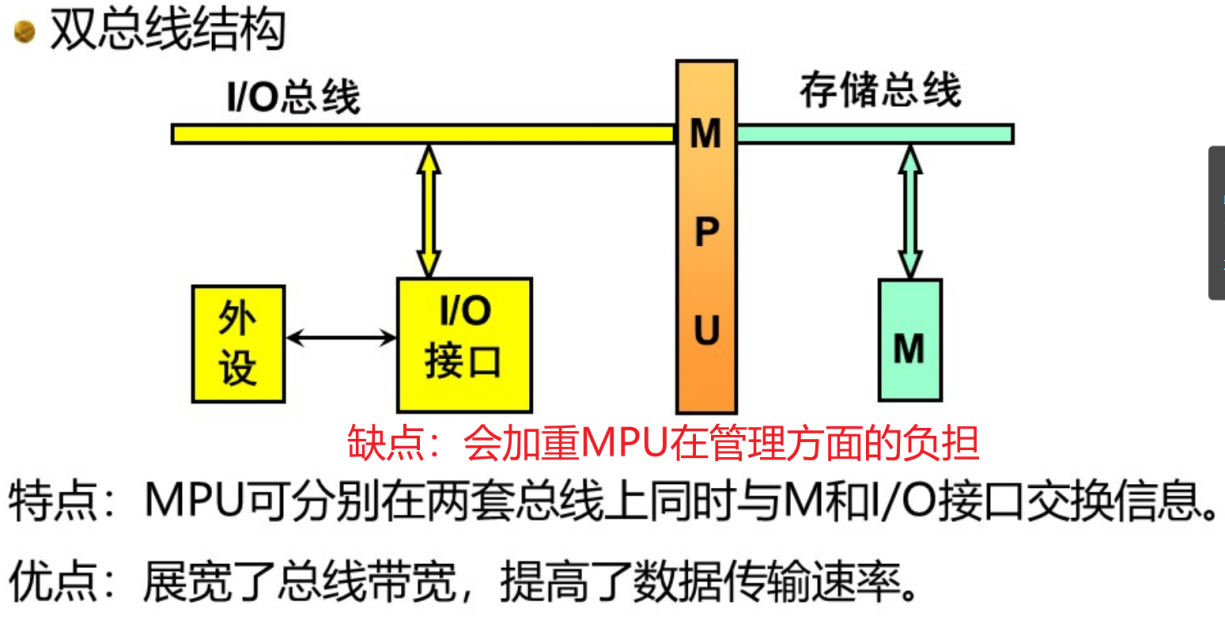 双总线结构
I/O总线
存储总线
M
P
U
外
设
I/O
接口
M
缺点：会加重MPU在管理方面的负担
特点：MPU可分别在两套总线上同时与M和I/O接口交换信息。
优点：展宽了总线带宽，提高了数据传输速率。